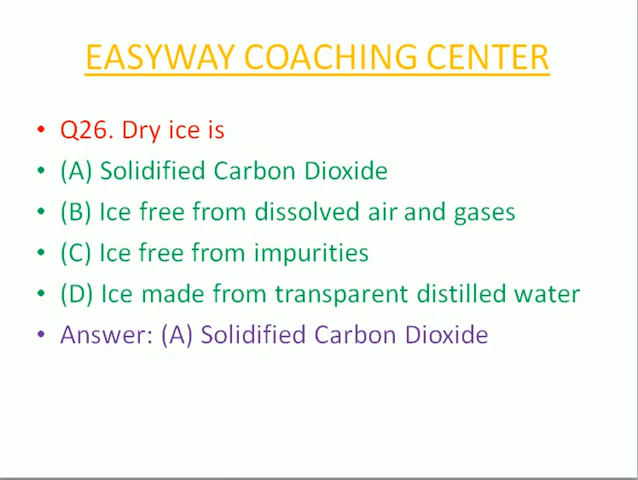 EASYWAY COACHING CENTER
• Q26. Dry ice is
• (A) Solidified Carbon Dioxide
• (B) Ice free from dissolved air and gases
• (C) Ice free from impurities
• (D) Ice made from transparent distilled water
• Answer: (A) Solidified Carbon Dioxide